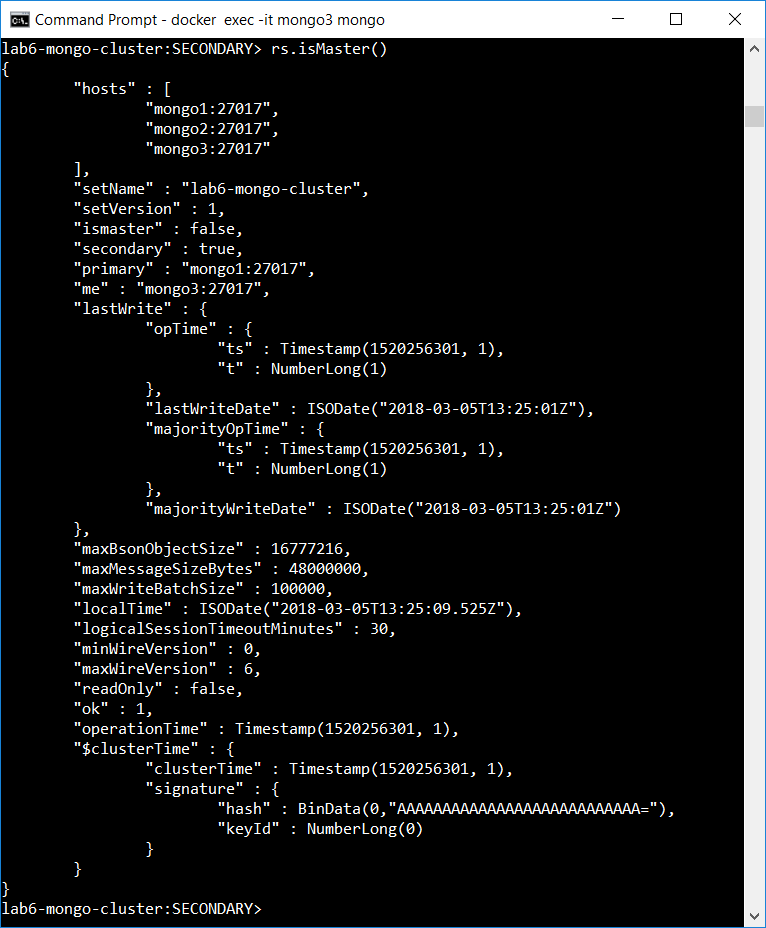 Command Prompt - docker  exec -it mongo3 mongo
lab6-mongo-cluster:SECONDARY> rs.isMaster()
{
        "hosts" : [
                "mongo1:27017",
                "mongo2:27017",
                "mongo3:27017"
        ],
        "setName" : "lab6-mongo-cluster",
        "setVersion" : 1,
        "ismaster" : false,
        "secondary" : true,
        "primary" : "mongo1:27017",
        "me" : "mongo3:27017",
        "lastWrite" : {
                "opTime" : {
                        "ts" : Timestamp(1520256301, 1),
                        "t" : NumberLong(1)
                },
                "lastWriteDate" : ISODate("2018-03-05T13:25:01Z"),
                "majorityOpTime" : {
                        "ts" : Timestamp(1520256301, 1),
                        "t" : NumberLong(1)
                },
                "majorityWriteDate" : ISODate("2018-03-05T13:25:01Z")
        },
        "maxBsonObjectSize" : 16777216,
        "maxMessageSizeBytes" : 48000000,
        "maxWriteBatchSize" : 100000,
        "localTime" : ISODate("2018-03-05T13:25:09.525Z"),
        "logicalSessionTimeoutMinutes" : 30,
        "minWireVersion" : 0,
        "maxWireVersion" : 6,
        "readOnly" : false,
        "ok" : 1,
        "operationTime" : Timestamp(1520256301, 1),
        "$clusterTime" : {
                "clusterTime" : Timestamp(1520256301, 1),
                "signature" : {
                        "hash" : BinData(0,"AAAAAAAAAAAAAAAAAAAAAAAAAAA="),
                        "keyId" : NumberLong(0)
                }
        }
}
lab6-mongo-cluster:SECONDARY>